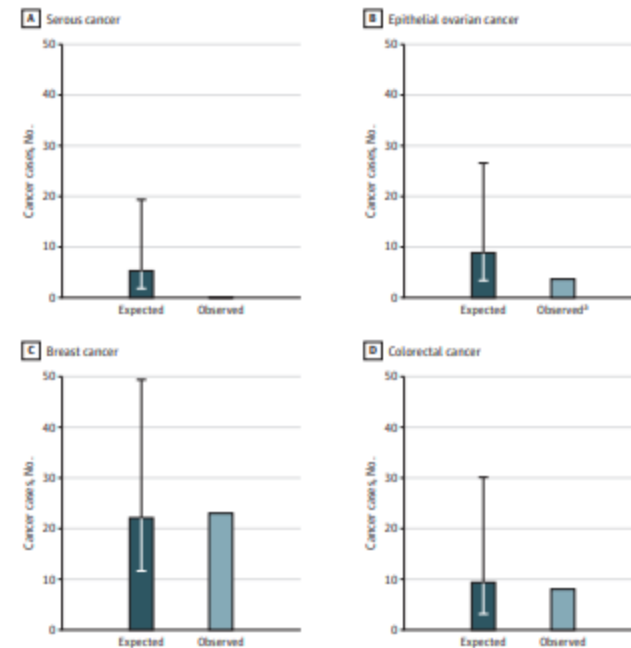 A Serous cancer
50
40
30
20
10
0
Cancer cases, No.
Expected Observed
B Epithelial ovarian cancer
50
40
30
20
10
0
Cancer cases, No.
Expected Observedᵃ
C Breast cancer
50
40
30
20
10
0
Cancer cases, No.
Expected Observed
D Colorectal cancer
50
40
30
20
10
0
Cancer cases, No.
Expected Observed